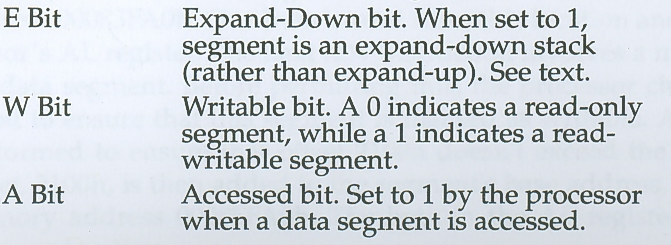 E Bit Expand-Down bit. When set to 1,
segment is an expand-down stack
(rather than expand-up). See text.
W Bit Writable bit. A 0 indicates a read-only
segment, while a 1 indicates a read-
writable segment.
A Bit Accessed bit. Set to 1 by the processor
when a data segment is accessed.